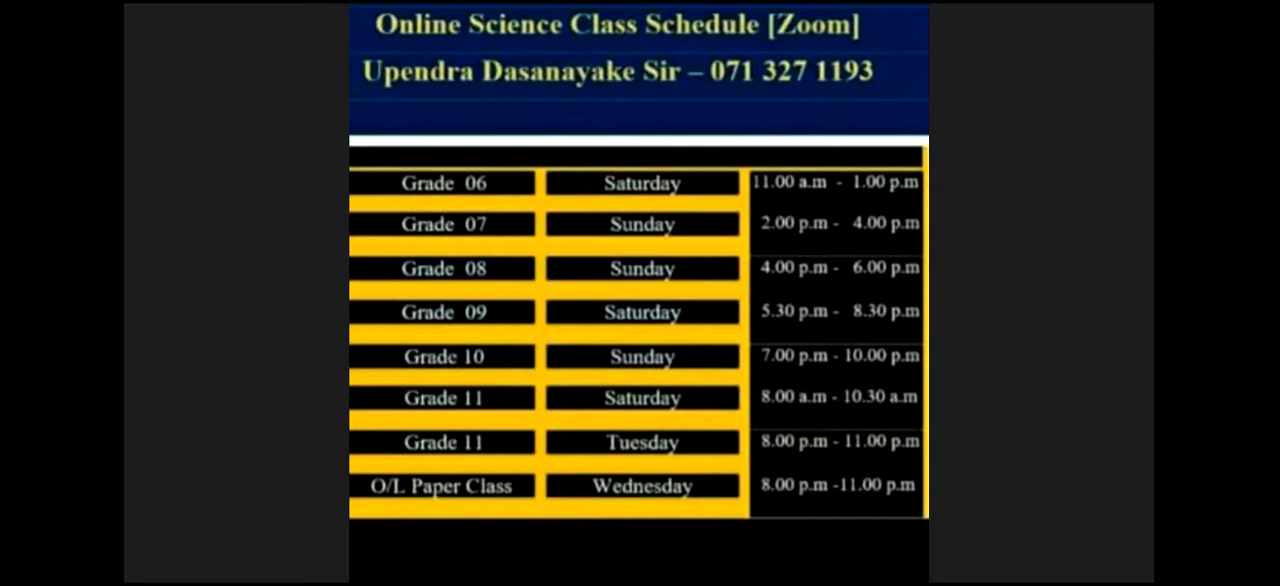 Online Science Class Schedule [Zoom]
Upendra Dasanayake Sir – 071 327 1193
Grade 06 Saturday 11.00 a.m - 1.00 p.m
Grade 07 Sunday 2.00 p.m - 4.00 p.m
Grade 08 Sunday 4.00 p.m - 6.00 p.m
Grade 09 Saturday 5.30 p.m - 8.30 p.m
Grade 10 Sunday 7.00 p.m - 10.00 p.m
Grade 11 Saturday 8.00 a.m - 10.30 a.m
Grade 11 Tuesday 8.00 p.m - 11.00 p.m
O/L Paper Class Wednesday 8.00 p.m -11.00 p.m